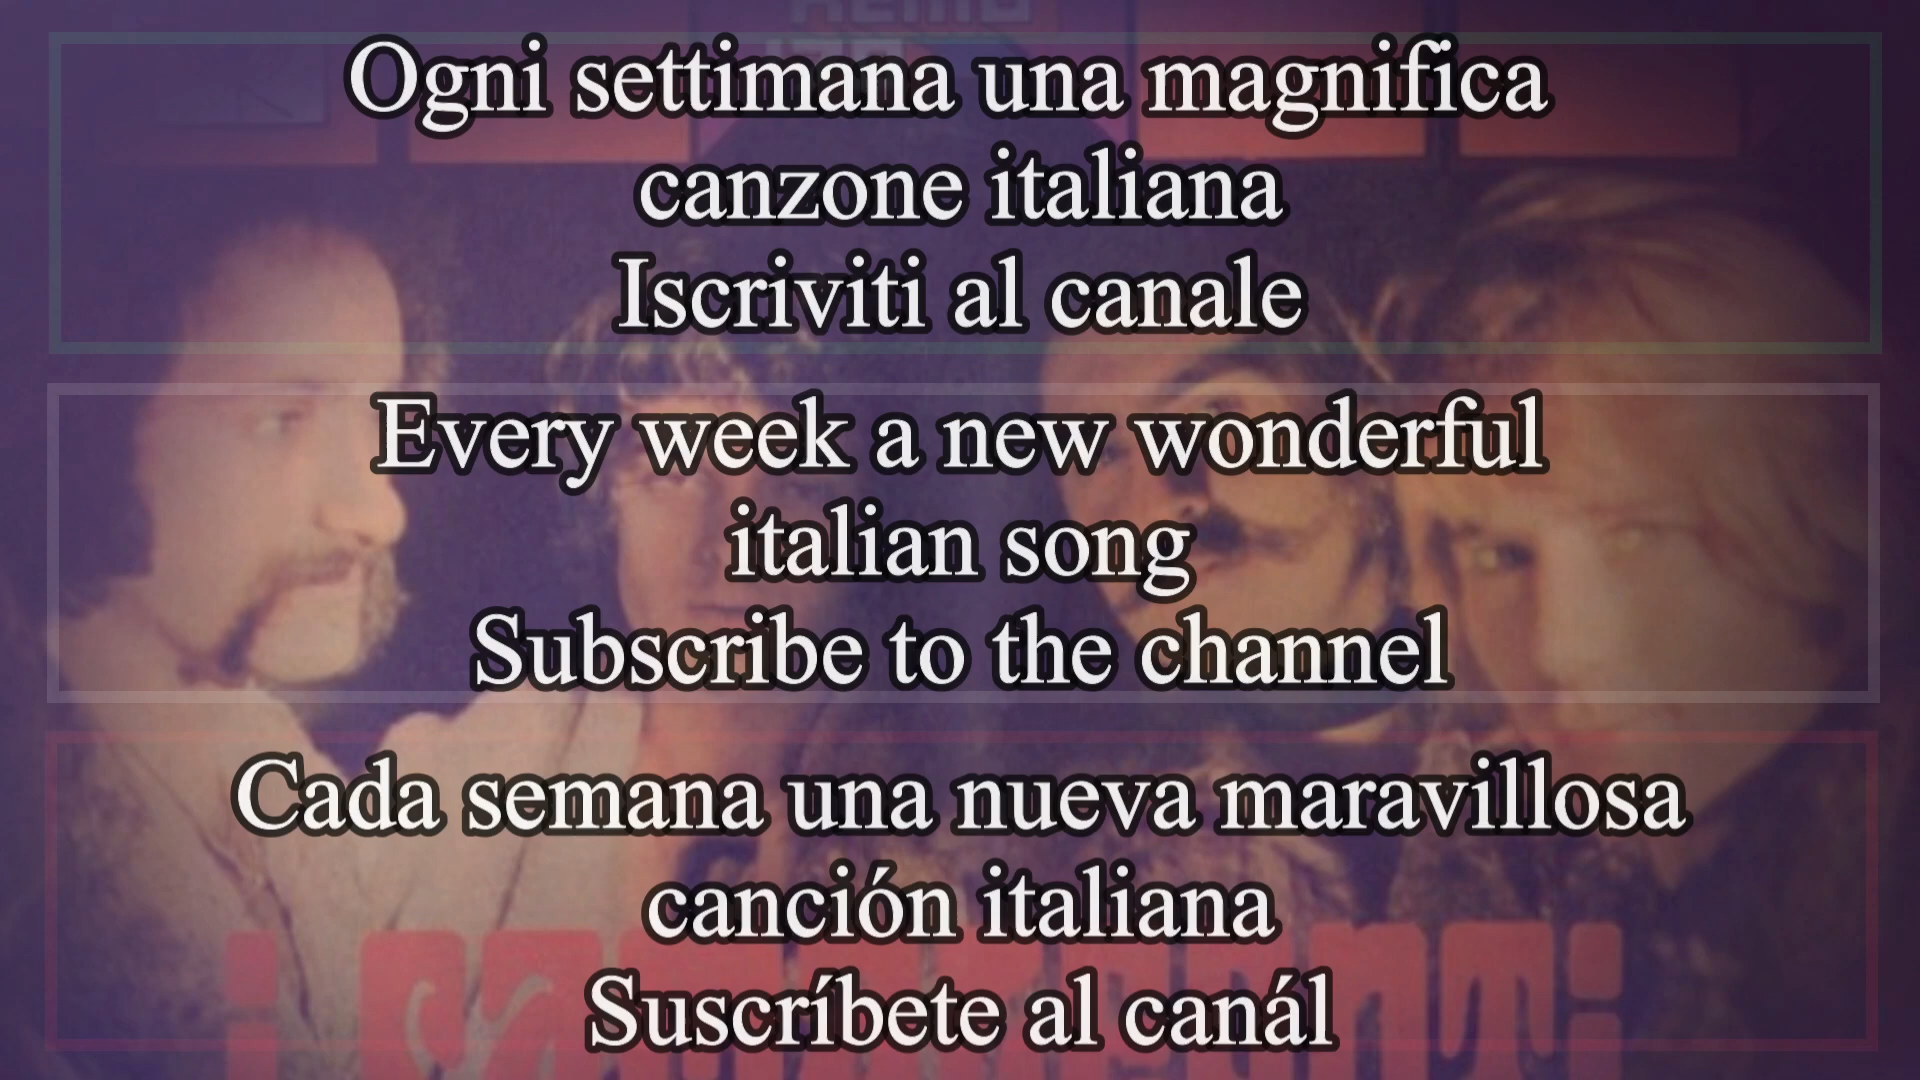 Ogni settimana una magnifica
canzone italiana
Iscriviti al canale
Every week a new wonderful
italian song
Subscribe to the channel
Cada semana una nueva maravillosa
canción italiana
Suscríbete al canál